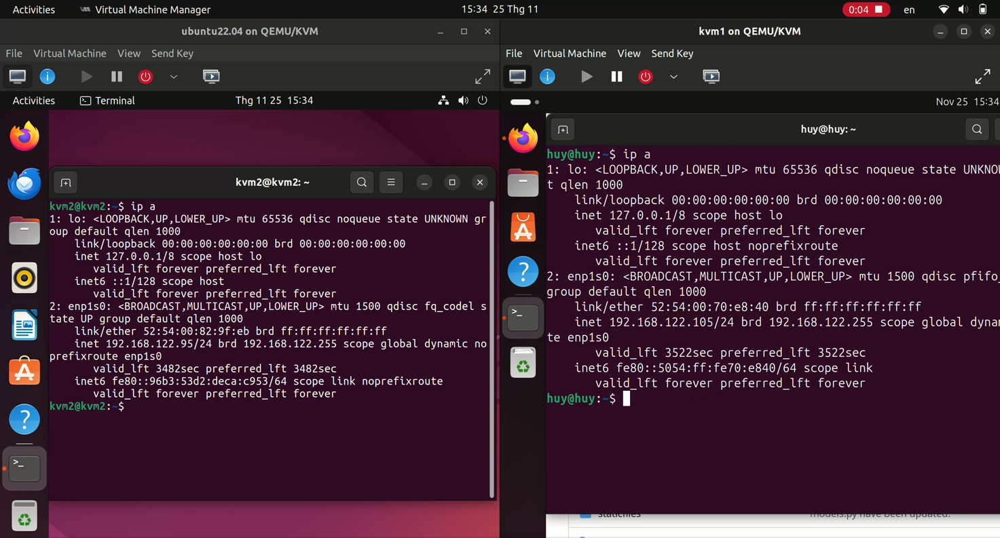 Activities Virtual Machine Manager 15:34 25 Thg 11 0:04 en
ubuntu22.04 on QEMU/KVM
File Virtual Machine View Send Key
Activities Terminal Thg 11 25 15:34
kvm2@kvm2: ~
kvm2@kvm2:~$ ip a
1: lo: <LOOPBACK,UP,LOWER_UP> mtu 65536 qdisc noqueue state UNKNOWN gr
oup default qlen 1000
link/loopback 00:00:00:00:00:00 brd 00:00:00:00:00:00
inet 127.0.0.1/8 scope host lo
valid_lft forever preferred_lft forever
inet6 ::1/128 scope host
valid_lft forever preferred_lft forever
2: enp1s0: <BROADCAST,MULTICAST,UP,LOWER_UP> mtu 1500 qdisc fq_codel s
tate UP group default qlen 1000
link/ether 52:54:00:82:9f:eb brd ff:ff:ff:ff:ff:ff
inet 192.168.122.95/24 brd 192.168.122.255 scope global dynamic no
prefixroute enp1s0
valid_lft 3482sec preferred_lft 3482sec
inet6 fe80::96b3:53d2:deca:c953/64 scope link noprefixroute
valid_lft forever preferred_lft forever
kvm2@kvm2:~$
kvm1 on QEMU/KVM
File Virtual Machine View Send Key
Nov 25 15:34
huy@huy: ~
huy@huy:~$ ip a
1: lo: <LOOPBACK,UP,LOWER_UP> mtu 65536 qdisc noqueue state UNKNOW
t qlen 1000
link/loopback 00:00:00:00:00:00 brd 00:00:00:00:00:00
inet 127.0.0.1/8 scope host lo
valid_lft forever preferred_lft forever
inet6 ::1/128 scope host noprefixroute
valid_lft forever preferred_lft forever
2: enp1s0: <BROADCAST,MULTICAST,UP,LOWER_UP> mtu 1500 qdisc pfifo_
group default qlen 1000
link/ether 52:54:00:70:e8:40 brd ff:ff:ff:ff:ff:ff
inet 192.168.122.105/24 brd 192.168.122.255 scope global dyna
te enp1s0
valid_lft 3522sec preferred_lft 3522sec
inet6 fe80::5054:ff:fe70:e840/64 scope link
valid_lft forever preferred_lft forever
huy@huy:~$
staticfiles models.py have been updated.